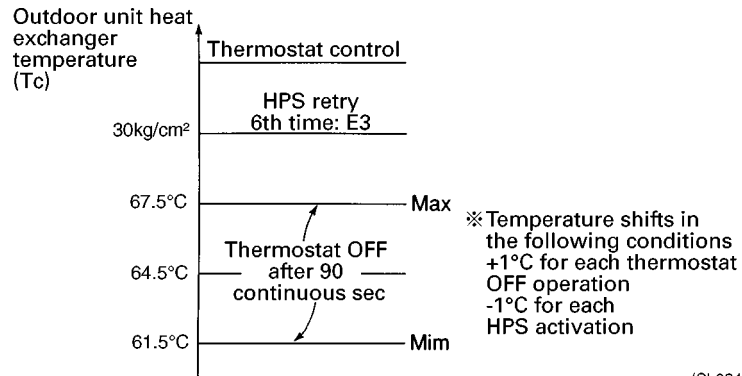 Outdoor unit heat
exchanger
temperature
(Tc)
Thermostat control
HPS retry
6th time: E3
30kg/cm²
67.5°C
Max
Thermostat OFF
after 90
continuous sec
64.5°C
61.5°C
Mim
※Temperature shifts in
the following conditions
+1°C for each thermostat
OFF operation
-1°C for each
HPS activation